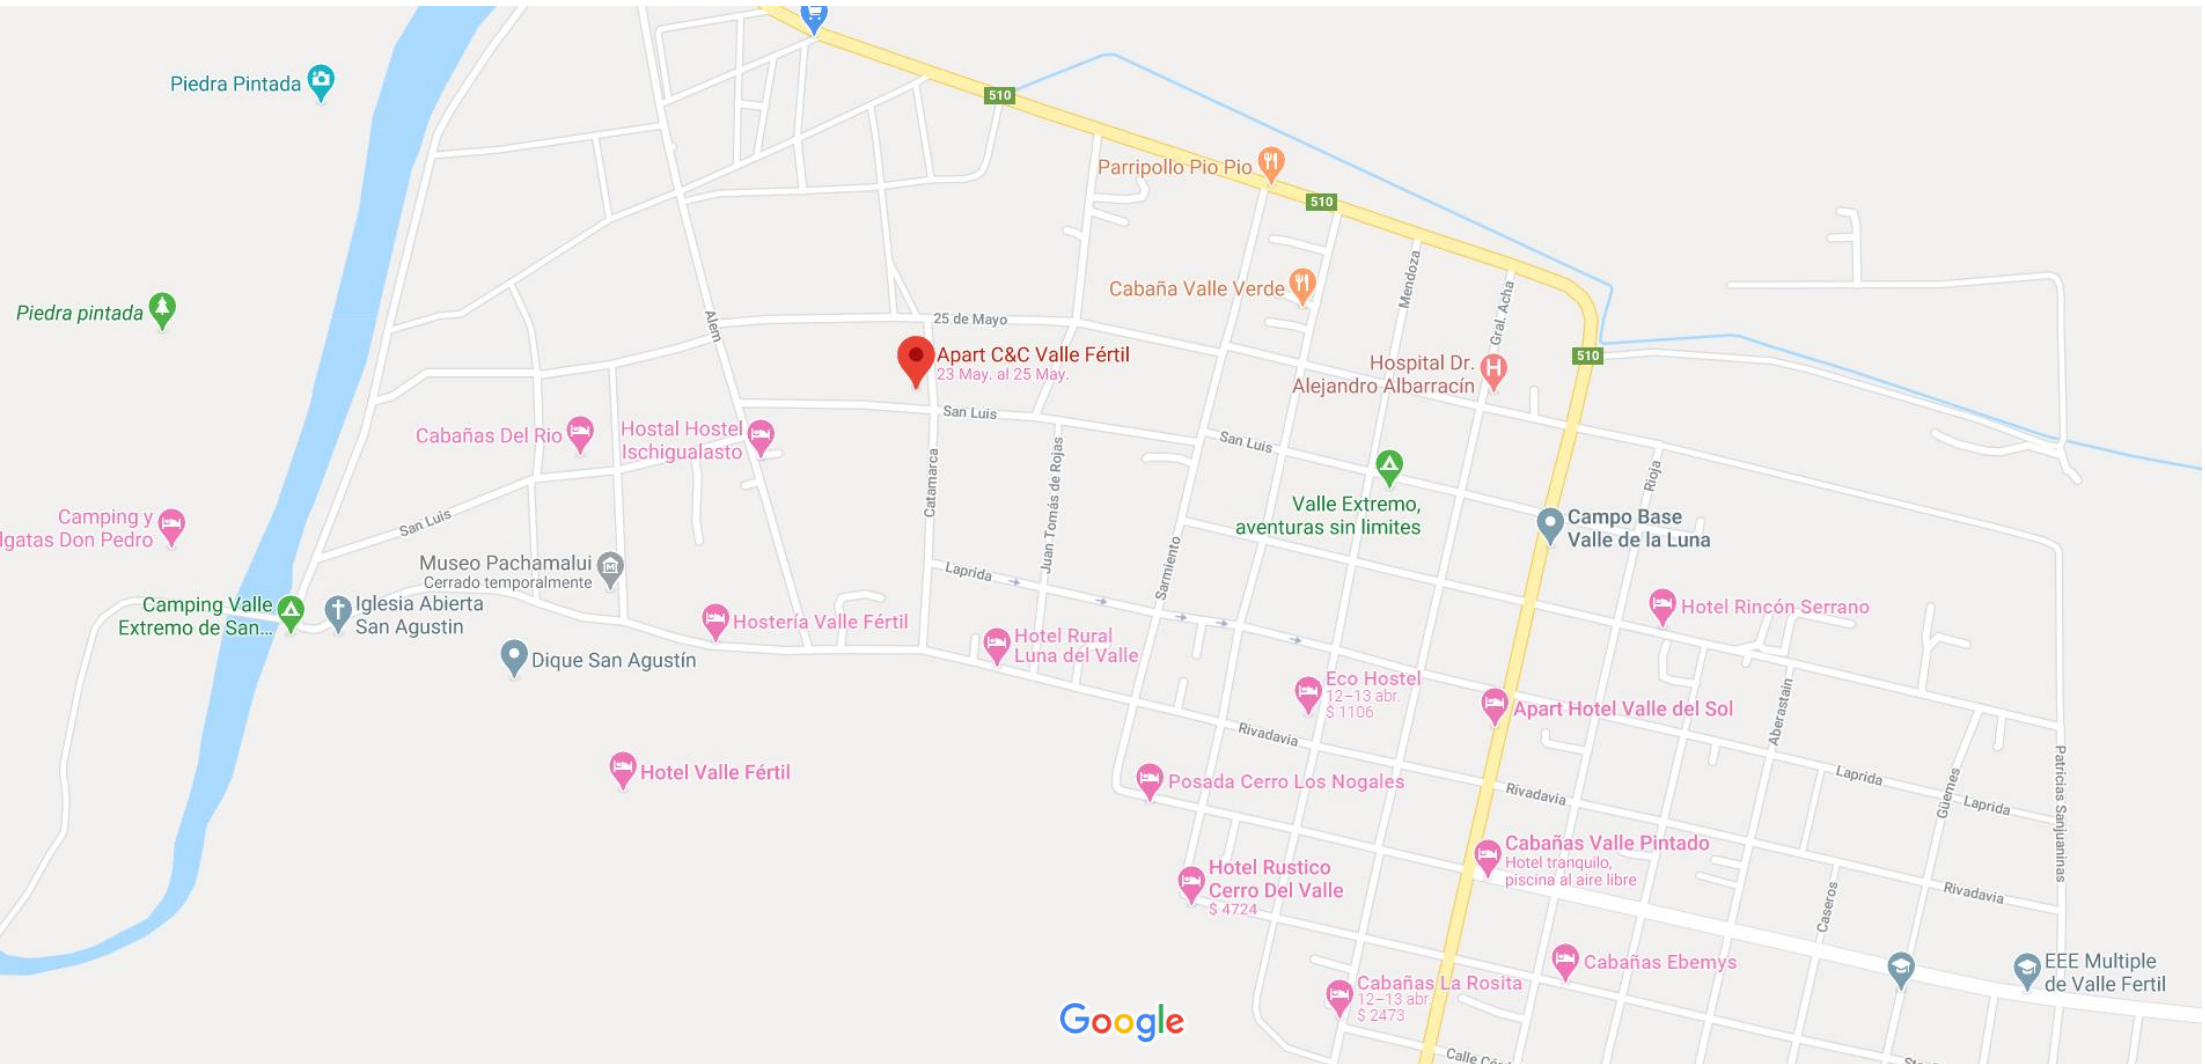 Piedra Pintada
510
Parripollo Pio Pio
510
Cabaña Valle Verde
Mendoza
Gral. Acha
Piedra pintada
Alem
25 de Mayo
Apart C&C Valle Fértil
23 May. al 25 May.
510
Hospital Dr.
Alejandro Albarracín
San Luis
Cabañas Del Rio
Hostal Hostel
Ischigualasto
San Luis
Catamarca
Juan Tomás de Rojas
Rioja
Valle Extremo,
aventuras sin limites
Campo Base
Valle de la Luna
Camping y
lgatas Don Pedro
San Luis
Museo Pachamalui
Cerrado temporalmente
Laprida
Sarmiento
Camping Valle
Extremo de San...
Iglesia Abierta
San Agustin
Hostería Valle Fértil
Hotel Rural
Luna del Valle
Hotel Rincón Serrano
Dique San Agustín
Eco Hostel
12–13 abr.
$ 1106
Apart Hotel Valle del Sol
Aberastain
Rivadavia
Hotel Valle Fértil
Posada Cerro Los Nogales
Rivadavia
Laprida
Güemes
Laprida
Patricias Sanjuaninas
Cabañas Valle Pintado
Hotel tranquilo,
piscina al aire libre
Hotel Rustico
Cerro Del Valle
$ 4724
Caseros
Rivadavia
Cabañas Ebemys
EEE Multiple
de Valle Fertil
Cabañas La Rosita
12–13 abr.
$ 2473
Google
Calle